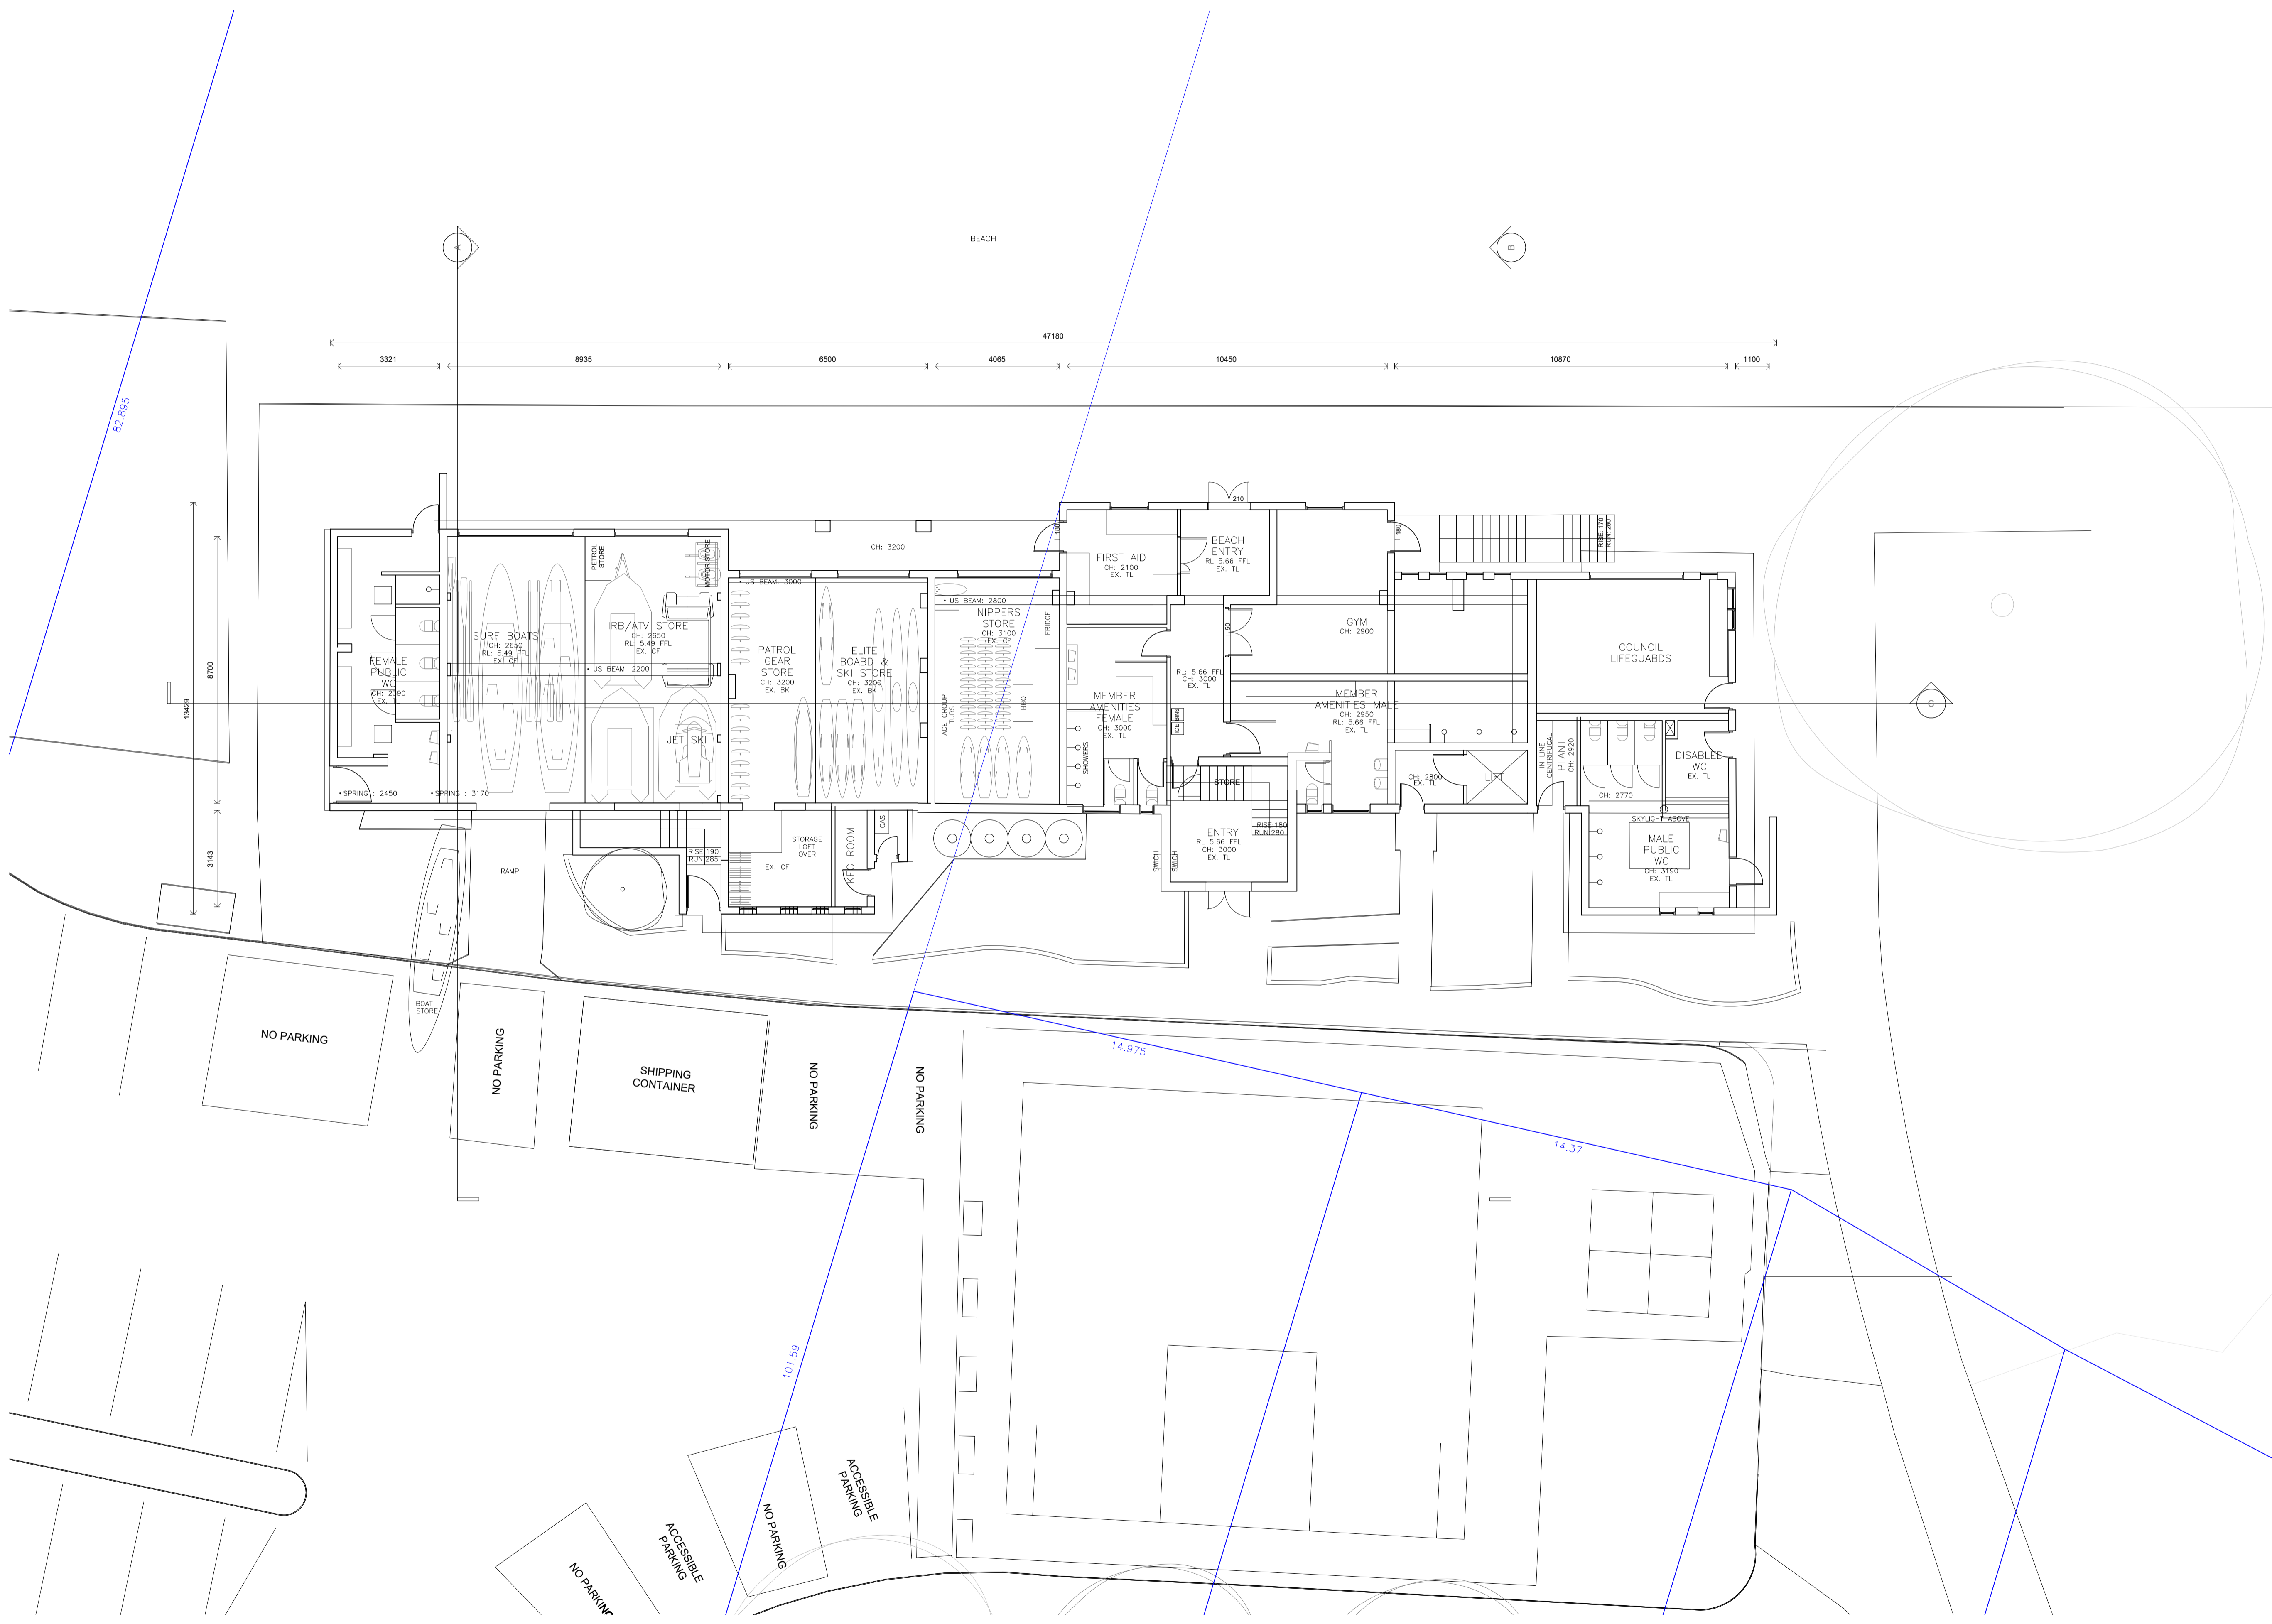 A
B
BEACH
47180
3321
8935
6500
4065
10450
10870
1100
82.895
13429
8700
3143
210
180
180
CH: 3200
RISE: 170
RUN: 280
PETROL
STORE
MOTOR STORE
FIRST AID
CH: 2100
EX. TL
BEACH
ENTRY
RL 5.66 FFL
EX. TL
• US BEAM: 3000
• US BEAM: 2800
NIPPERS
STORE
CH: 3100
EX. CF
FRIDGE
50
GYM
CH: 2900
SURF BOATS
CH: 2650
RL: 5.49 FFL
EX. CF
IRB/ATV STORE
CH: 2650
RL: 5.49 FFL
EX. CF
• US BEAM: 2200
FEMALE
PUBLIC
WC
CH: 2390
EX. TL
PATROL
GEAR
STORE
CH: 3200
EX. BK
ELITE
BOABD &
SKI STORE
CH: 3200
EX. BK
COUNCIL
LIFEGUABDS
RL: 5.66 FFL
CH: 3000
EX. TL
AGE GROUP
TUBS
BBQ
MEMBER
AMENITIES
FEMALE
CH: 3000
EX. TL
ICE BINS
MEMBER
AMENITIES MALE
CH: 2950
RL: 5.66 FFL
EX. TL
C
JET SKI
SHOWERS
IN LINE
CENTRIFUGAL
PLANT
CH: 2920
DISABLED
WC
EX. TL
STORE
CH: 2800
EX. TL
LIFT
• SPRING : 2450
• SPRING : 3170
CH: 2770
SKYLIGHT ABOVE
GAS
STORAGE
LOFT
OVER
KEG ROOM
EX. CF
RISE:190
RUN:285
RAMP
ENTRY
RL 5.66 FFL
CH: 3000
EX. TL
RISE:180
RUN:280
SWICH
SWICH
MALE
PUBLIC
WC
CH: 3190
EX. TL
BOAT
STORE
NO PARKING
NO PARKING
SHIPPING
CONTAINER
NO PARKING
NO PARKING
14.975
14.37
101.59
ACCESSIBLE
PARKING
NO PARKING
ACCESSIBLE
PARKING
NO PARKING